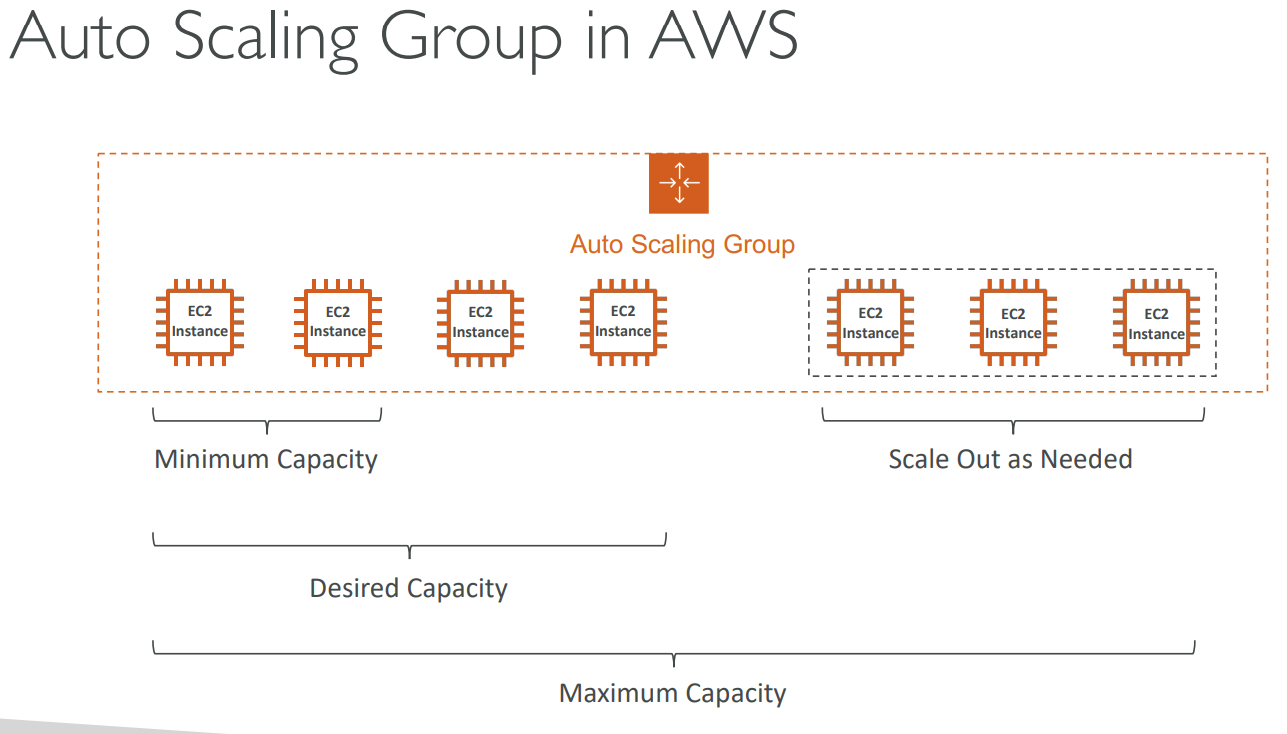 Auto Scaling Group in AWS
Auto Scaling Group
EC2
Instance
EC2
Instance
EC2
Instance
EC2
Instance
EC2
Instance
EC2
Instance
EC2
Instance
Minimum Capacity
Scale Out as Needed
Desired Capacity
Maximum Capacity